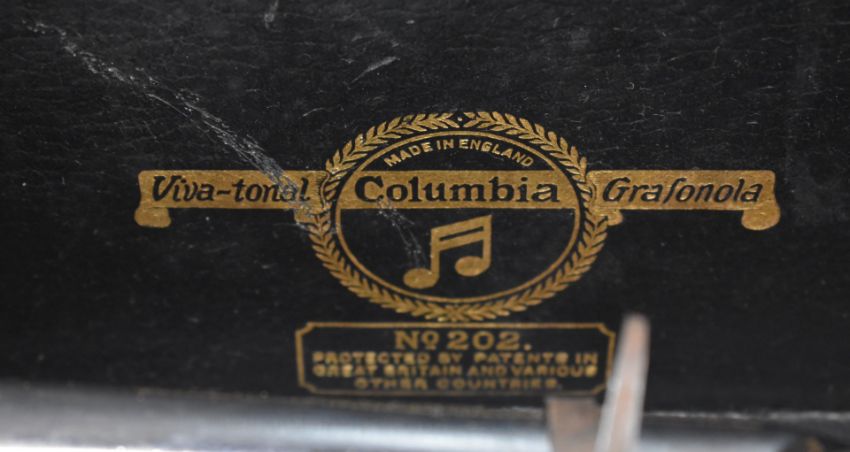 MADE IN ENGLAND
Viva-tonal Columbia Grafonola
Nº 202.
PROTECTED BY PATENTS IN
GREAT BRITAIN AND VARIOUS
OTHER COUNTRIES.